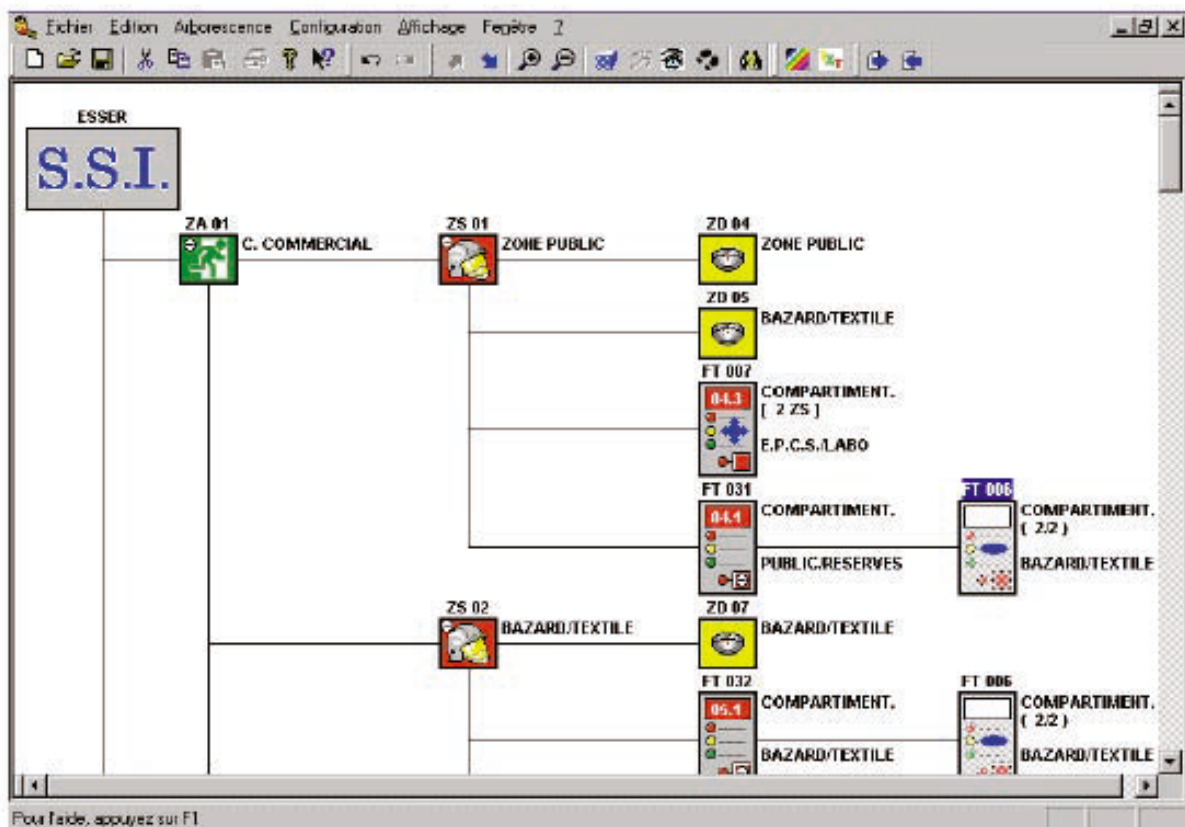 Fichier Edition Arborescence Configuration Affichage Fenêtre ?
ESSER
S.S.I.
ZA 01
C. COMMERCIAL
ZS 01
ZONE PUBLIC
ZD 04
ZONE PUBLIC
ZD 05
BAZARD/TEXTILE
FT 007
04.3
COMPARTIMENT.
[ 2 ZS ]
E.P.C.S./LABO
FT 031
04.1
COMPARTIMENT.
PUBLIC/RESERVES
FT 006
COMPARTIMENT.
( 2/2 )
BAZARD/TEXTILE
ZS 02
BAZARD/TEXTILE
ZD 07
BAZARD/TEXTILE
FT 032
05.1
COMPARTIMENT.
BAZARD/TEXTILE
FT 006
COMPARTIMENT.
( 2/2 )
BAZARD/TEXTILE
Pour l'aide, appuyez sur F1